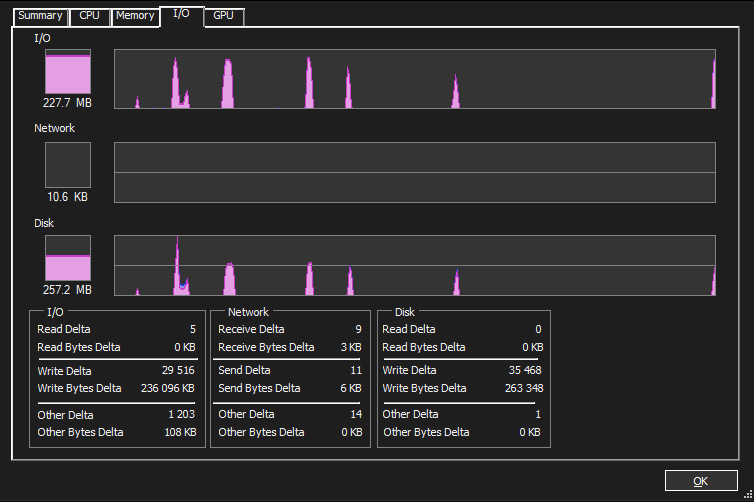 Summary CPU Memory I/O GPU
I/O
227.7 MB
Network
10.6 KB
Disk
257.2 MB
I/O Network Disk
Read Delta 5 Receive Delta 9 Read Delta 0
Read Bytes Delta 0 KB Receive Bytes Delta 3 KB Read Bytes Delta 0 KB
Write Delta 29 516 Send Delta 11 Write Delta 35 468
Write Bytes Delta 236 096 KB Send Bytes Delta 6 KB Write Bytes Delta 263 348
Other Delta 1 203 Other Delta 14 Other Delta 1
Other Bytes Delta 108 KB Other Bytes Delta 0 KB Other Bytes Delta 0 KB
OK